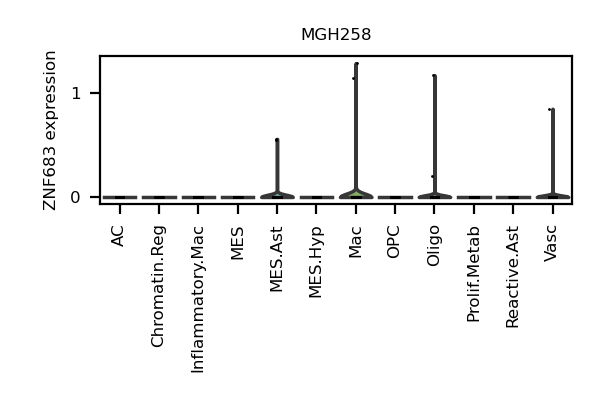 MGH258
ZNF683 expression
1
0
AC
Chromatin.Reg
Inflammatory.Mac
MES
MES.Ast
MES.Hyp
Mac
OPC
Oligo
Prolif.Metab
Reactive.Ast
Vasc